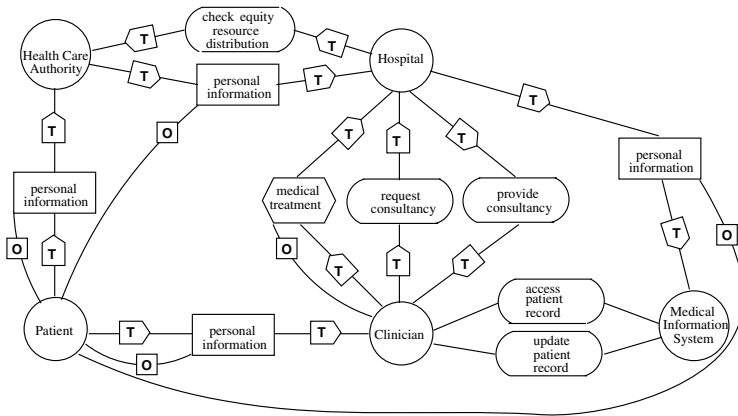 check equity
resource
distribution
T
T
Health Care
Authority
Hospital
T
personal
information
T
T
O
T
T
T
T
personal
information
personal
information
medical
treatment
request
consultancy
provide
consultancy
O
T
O
T
T
T
T
O
access
patient
record
Patient
T
personal
information
T
Clinician
Medical
Information
System
update
patient
record
O